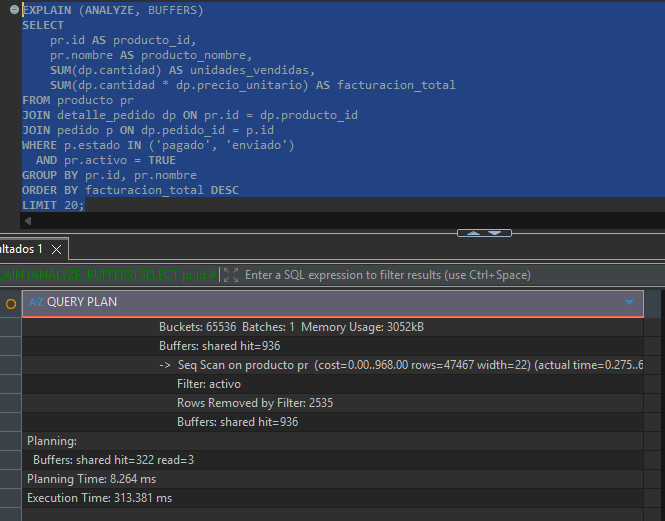 EXPLAIN (ANALYZE, BUFFERS)
SELECT
pr.id AS producto_id,
pr.nombre AS producto_nombre,
SUM(dp.cantidad) AS unidades_vendidas,
SUM(dp.cantidad * dp.precio_unitario) AS facturacion_total
FROM producto pr
JOIN detalle_pedido dp ON pr.id = dp.producto_id
JOIN pedido p ON dp.pedido_id = p.id
WHERE p.estado IN ('pagado', 'enviado')
AND pr.activo = TRUE
GROUP BY pr.id, pr.nombre
ORDER BY facturacion_total DESC
LIMIT 20;
ultados 1
LAIN (ANALYZE, BUFFERS) SELECT pr.id A
Enter a SQL expression to filter results (use Ctrl+Space)
A-Z QUERY PLAN
Buckets: 65536 Batches: 1 Memory Usage: 3052kB
Buffers: shared hit=936
-> Seq Scan on producto pr (cost=0.00..968.00 rows=47467 width=22) (actual time=0.275..6
Filter: activo
Rows Removed by Filter: 2535
Buffers: shared hit=936
Planning:
Buffers: shared hit=322 read=3
Planning Time: 8.264 ms
Execution Time: 313.381 ms